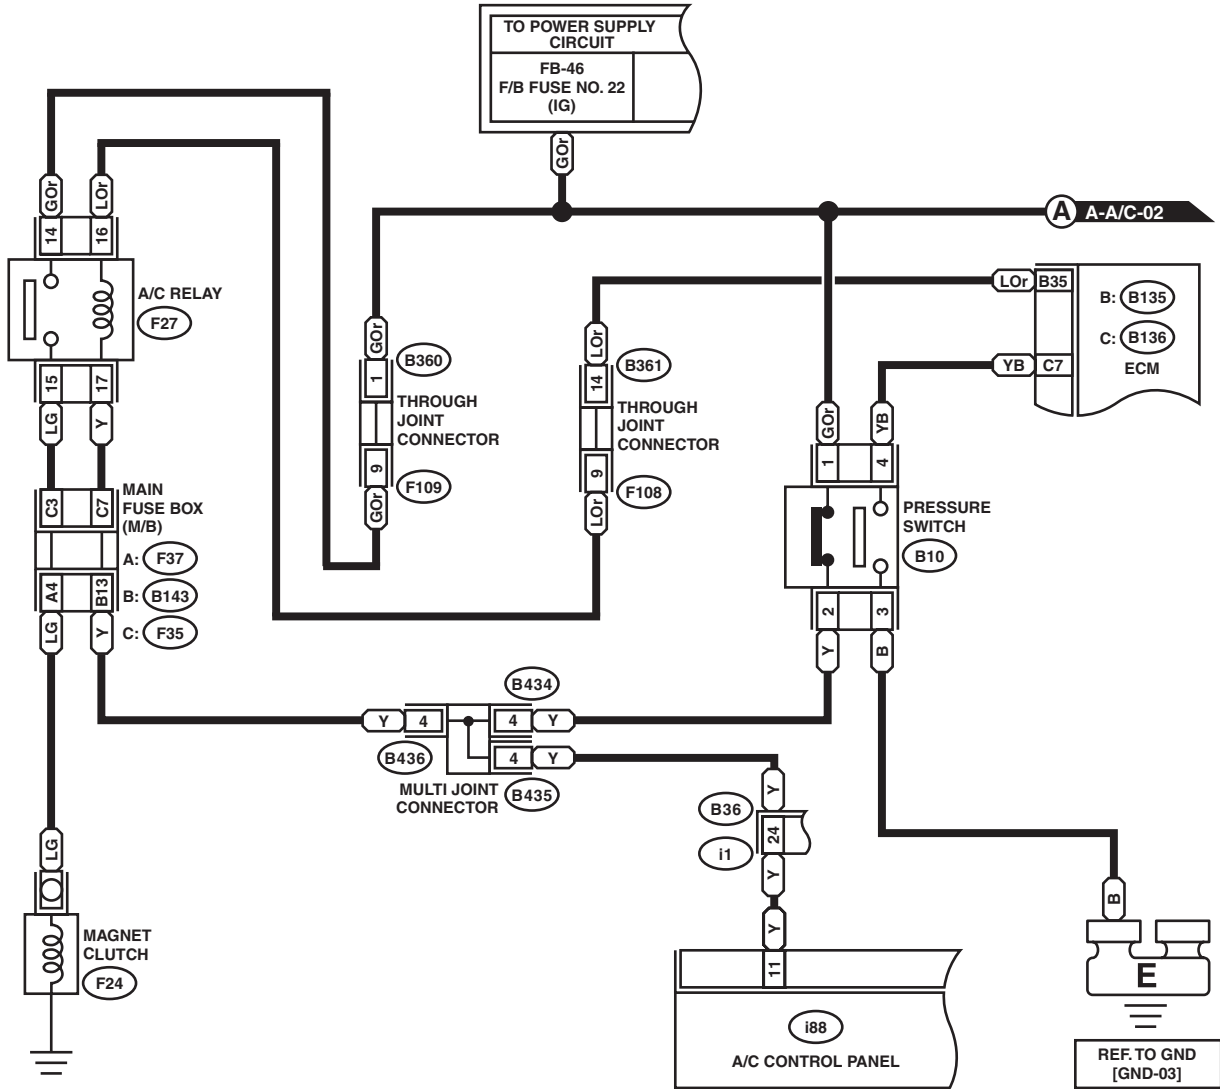 TO POWER SUPPLY
CIRCUIT
FB-46
F/B FUSE NO. 22
(IG)
GOr
GOr
LOr
14
16
A/C RELAY
F27
15
17
LG
Y
C3
C7
MAIN
FUSE BOX
(M/B)
A: F37
A4
B13
B: B143
LG
Y
C: F35
A
A-A/C-02
LOr
B35
B: B135
C: B136
ECM
YB
C7
GOr
1
B360
THROUGH
JOINT
CONNECTOR
9
F109
GOr
LOr
14
B361
THROUGH
JOINT
CONNECTOR
9
F108
LOr
GOr
YB
1
4
PRESSURE
SWITCH
B10
2
3
Y
B
B434
Y
4
4
Y
B436
4
Y
MULTI JOINT
CONNECTOR
B435
Y
B36
24
i1
Y
Y
11
i88
A/C CONTROL PANEL
LG
MAGNET
CLUTCH
F24
B
E
REF. TO GND
[GND-03]